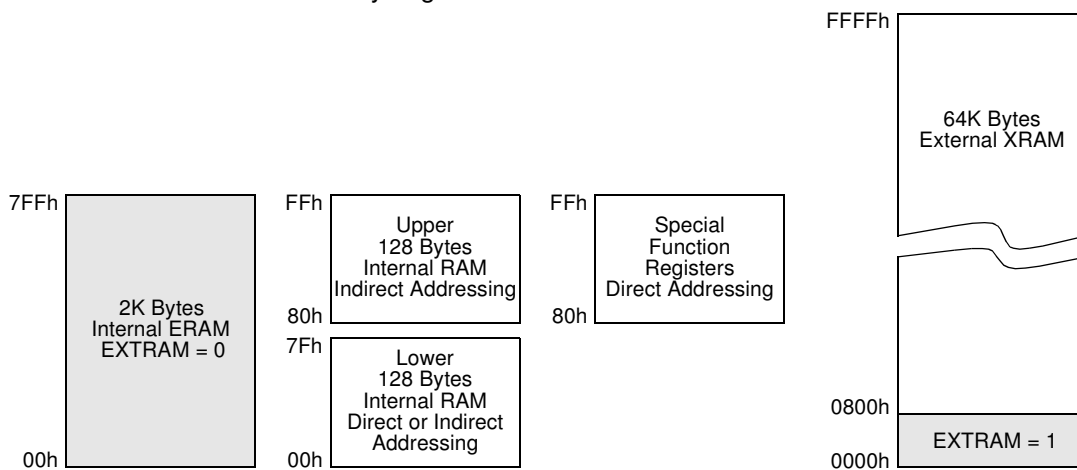 FFFFh
64K Bytes
External XRAM
7FFh
2K Bytes
Internal ERAM
EXTRAM = 0
00h
FFh
Upper
128 Bytes
Internal RAM
Indirect Addressing
80h
7Fh
Lower
128 Bytes
Internal RAM
Direct or Indirect
Addressing
00h
FFh
Special
Function
Registers
Direct Addressing
80h
0800h
EXTRAM = 1
0000h